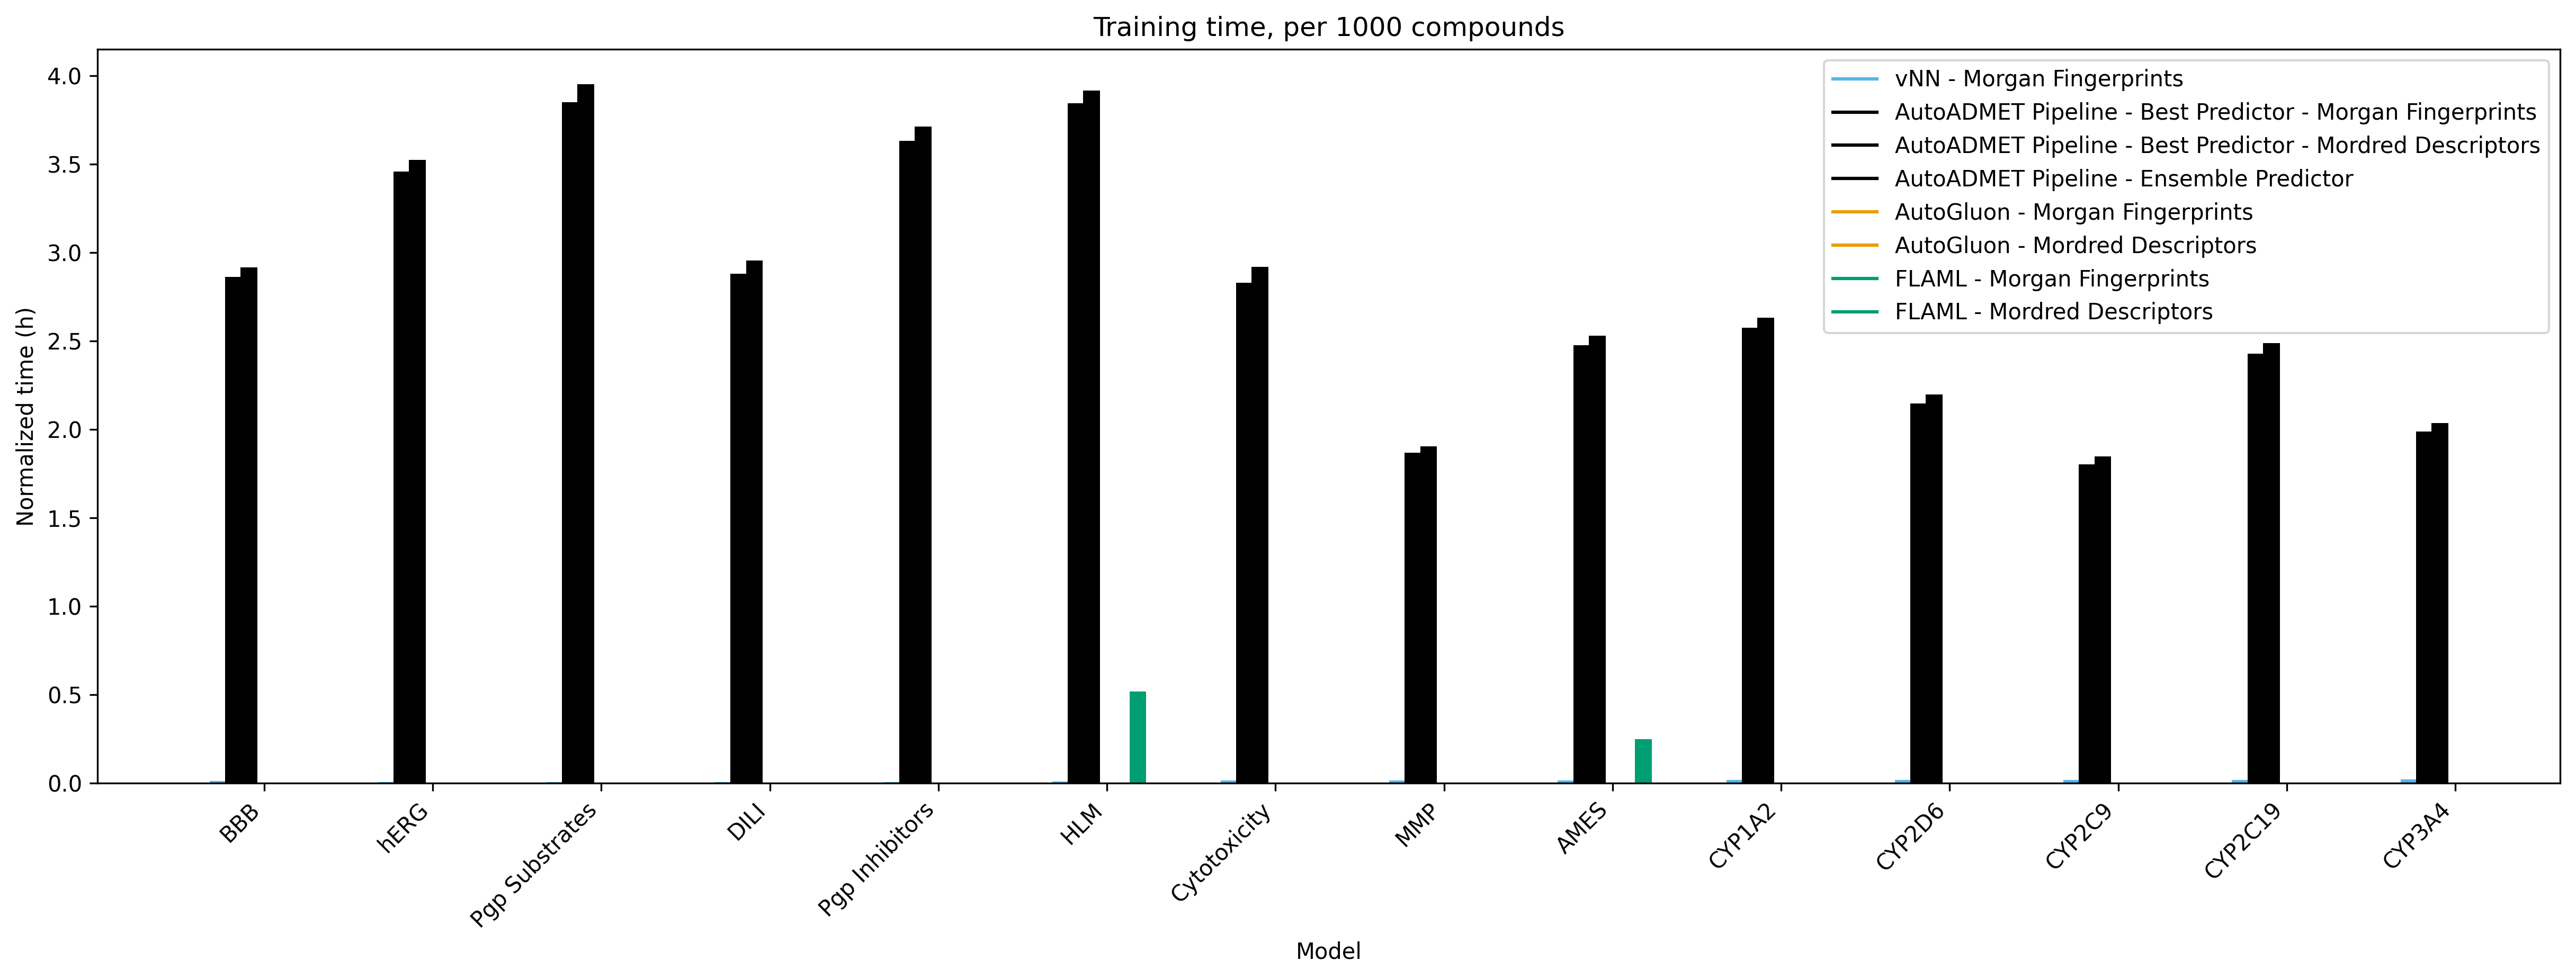 Training time, per 1000 compounds
4.0
3.5
3.0
2.5
2.0
1.5
1.0
0.5
0.0
Normalized time (h)
vNN - Morgan Fingerprints
AutoADMET Pipeline - Best Predictor - Morgan Fingerprints
AutoADMET Pipeline - Best Predictor - Mordred Descriptors
AutoADMET Pipeline - Ensemble Predictor
AutoGluon - Morgan Fingerprints
AutoGluon - Mordred Descriptors
FLAML - Morgan Fingerprints
FLAML - Mordred Descriptors
BBB
hERG
Pgp Substrates
DILI
Pgp Inhibitors
HLM
Cytotoxicity
MMP
AMES
CYP1A2
CYP2D6
CYP2C9
CYP2C19
CYP3A4
Model